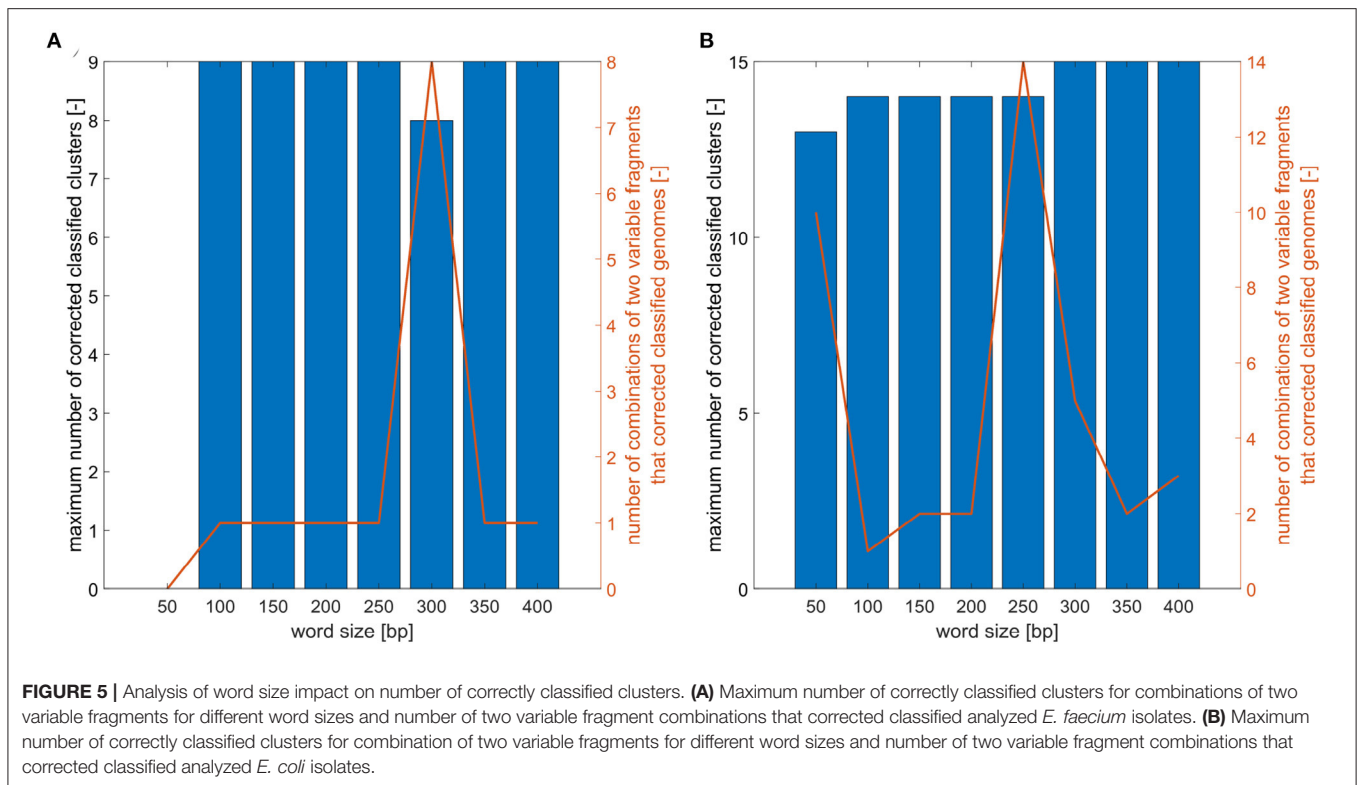 A
9
8
7
6
5
4
3
2
1
0
maximum number of corrected classified clusters [-]
50 100 150 200 250 300 350 400
word size [bp]
8
7
6
5
4
3
2
1
0
number of combinations of two variable fragments
that corrected classified genomes [-]
B
15
10
5
0
maximum number of corrected classified clusters [-]
50 100 150 200 250 300 350 400
word size [bp]
14
12
10
8
6
4
2
0
number of combinations of two variable fragments
that corrected classified genomes [-]
FIGURE 5 | Analysis of word size impact on number of correctly classified clusters. (A) Maximum number of correctly classified clusters for combinations of two
variable fragments for different word sizes and number of two variable fragment combinations that corrected classified analyzed E. faecium isolates. (B) Maximum
number of correctly classified clusters for combination of two variable fragments for different word sizes and number of two variable fragment combinations that
corrected classified analyzed E. coli isolates.